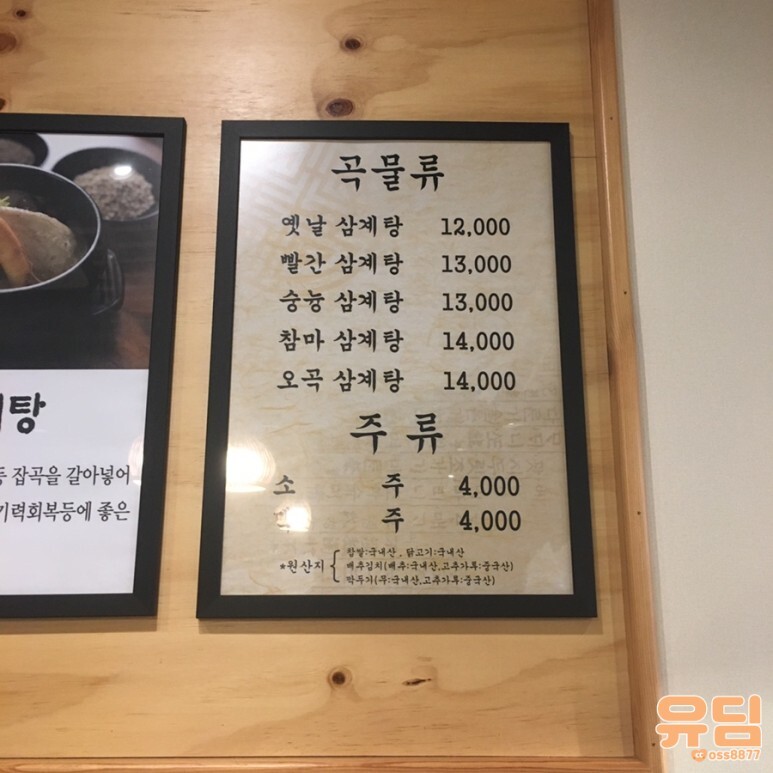 곡물류
옛날 삼계탕 12,000
빨간 삼계탕 13,000
숭늉 삼계탕 13,000
참마 삼계탕 14,000
오곡 삼계탕 14,000
주류
소 주 4,000
맥 주 4,000
*원산지 { 찹쌀:국내산, 닭고기:국내산
배추김치(배추:국내산,고추가루:중국산)
깍두기(무:국내산,고추가루:중국산)
탕
등 잡곡을 갈아넣어
기력회복등에 좋은
유딤
oss8877